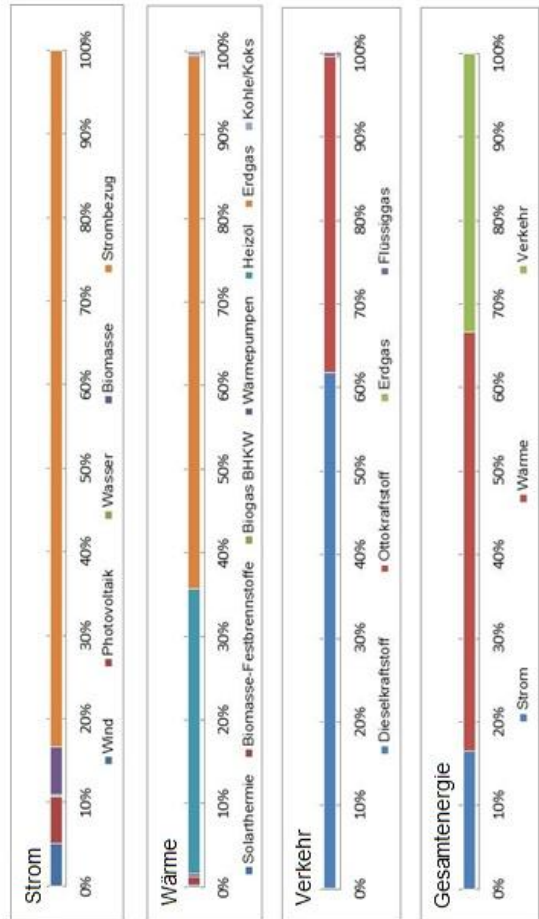 Strom
0% 10% 20% 30% 40% 50% 60% 70% 80% 90% 100%
Wind Photovoltaik Wasser Biomasse Strombezug
Wärme
0% 10% 20% 30% 40% 50% 60% 70% 80% 90% 100%
Solarthermie Biomasse-Festbrennstoffe Biogas BHKW Wärmepumpen Heizöl Erdgas Kohle/Koks
Verkehr
0% 10% 20% 30% 40% 50% 60% 70% 80% 90% 100%
Dieselkraftstoff Ottokraftstoff Erdgas Flüssiggas
Gesamtenergie
0% 10% 20% 30% 40% 50% 60% 70% 80% 90% 100%
Strom Wärme Verkehr